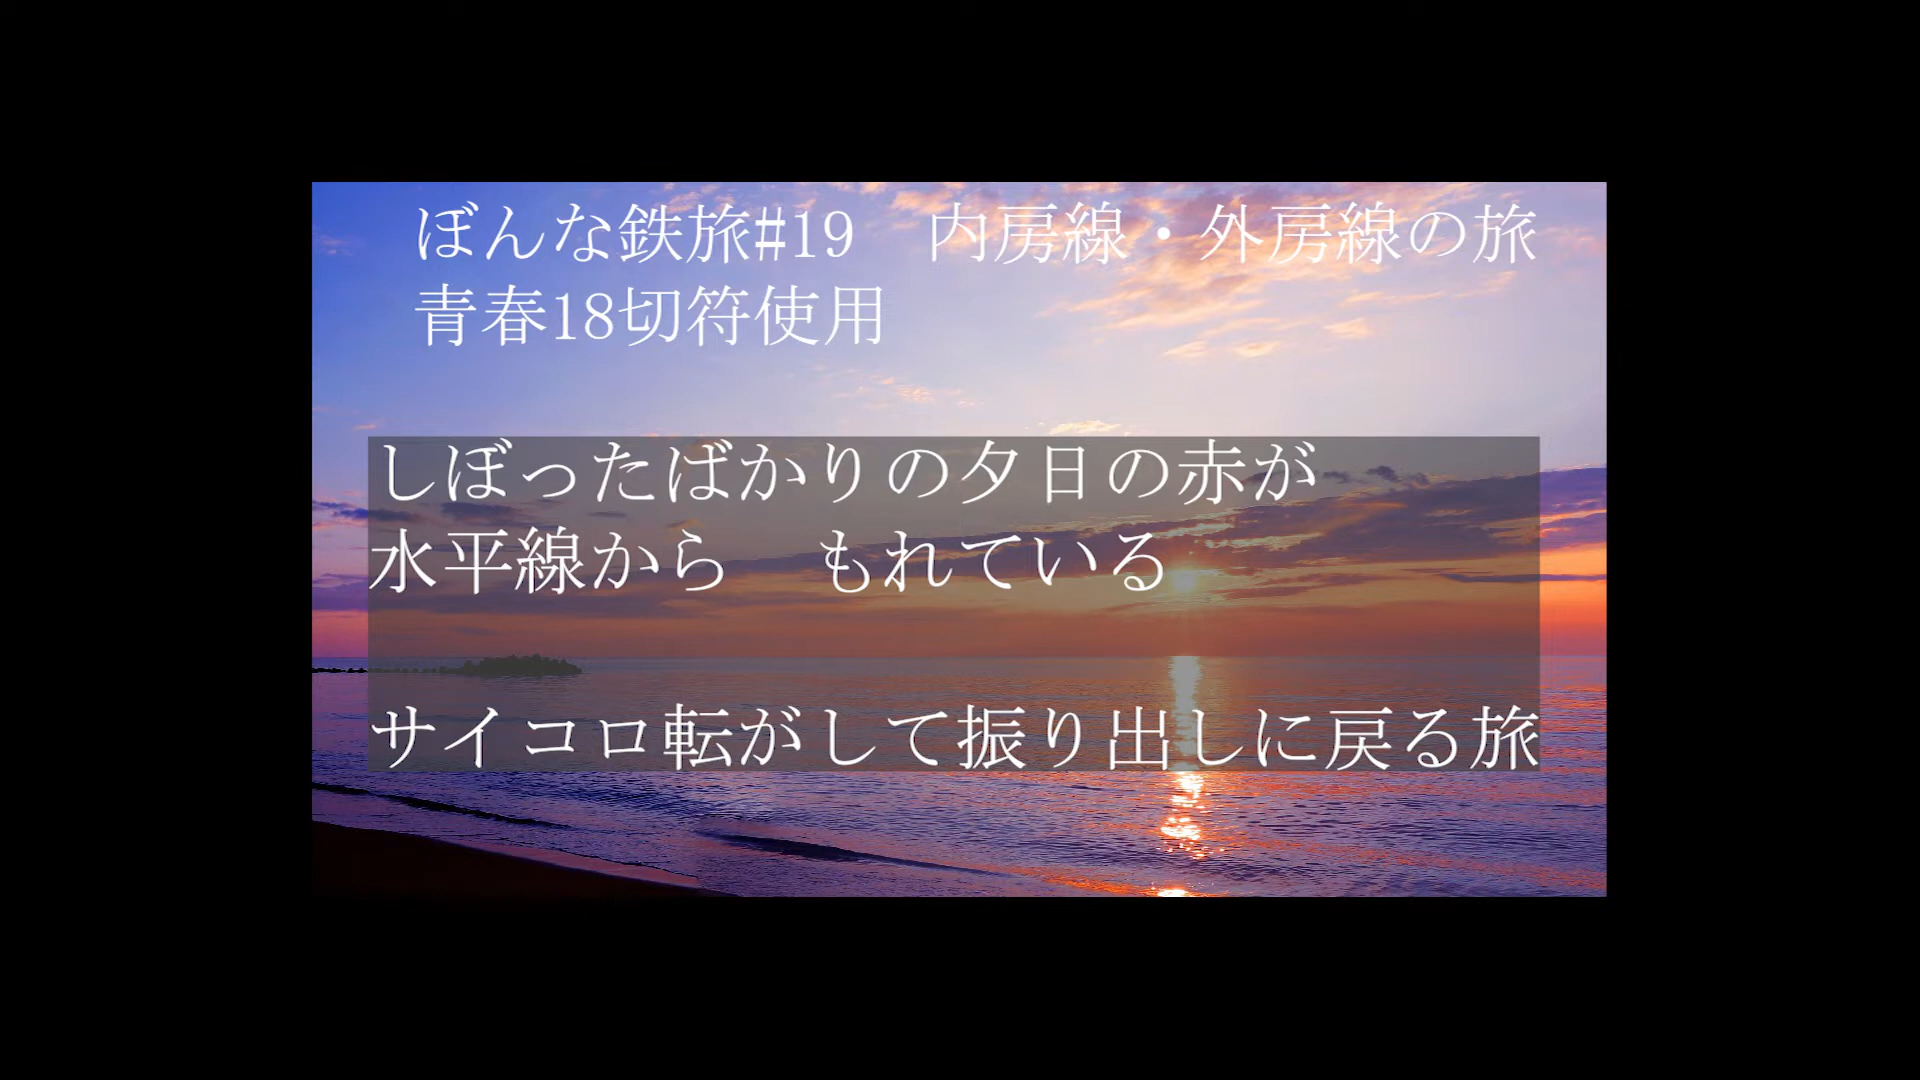 ぼんな鉄旅#19　内房線・外房線の旅
青春18切符使用
しぼったばかりの夕日の赤が
水平線から　もれている
サイコロ転がして振り出しに戻る旅